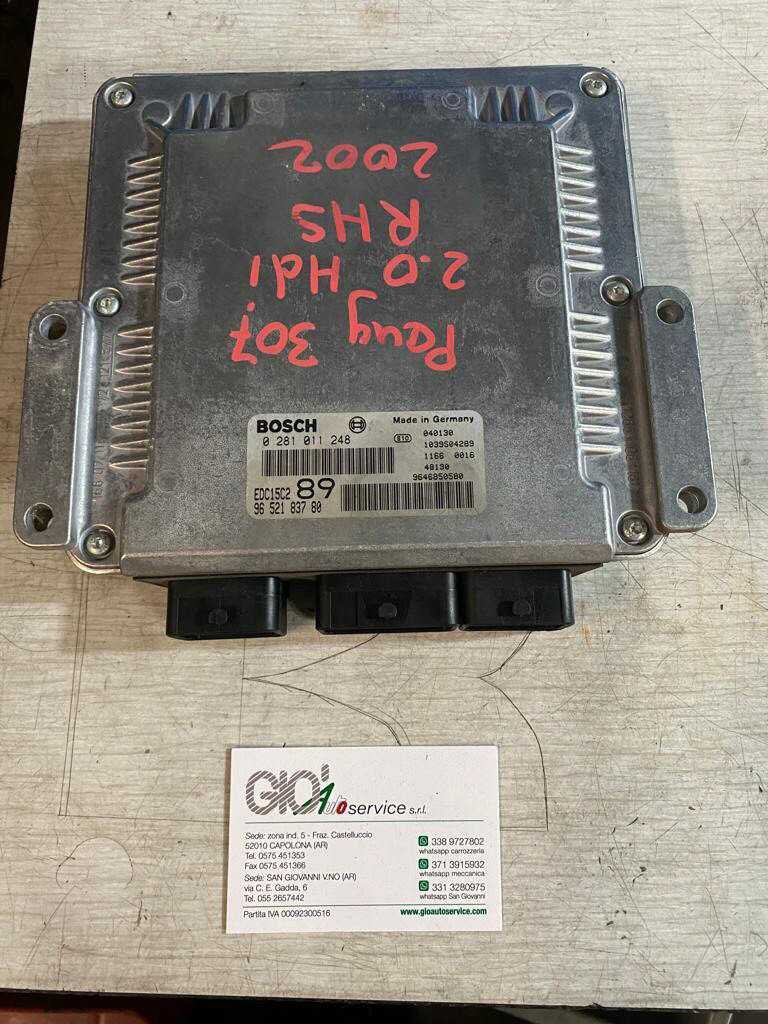 Peug 307
2.0 Hdi
RHS
2002
BOSCH
Made in Germany
0 281 011 248
e10
040130
1039S04289
1166 0016
48130
9646850580
EDC15C2 89
96 521 837 80
GIO' Auto service s.r.l.
Sede: zona ind. 5 - Fraz. Castelluccio
52010 CAPOLONA (AR)
Tel. 0575 451353
Fax 0575 451366
Sede: SAN GIOVANNI V.NO (AR)
via C. E. Gadda, 6
Tel. 055 2657442
Partita IVA 00092300516
338 9727802
whatsapp carrozzeria
371 3915932
whatsapp meccanica
331 3280975
whatsapp San Giovanni
www.gioautoservice.com